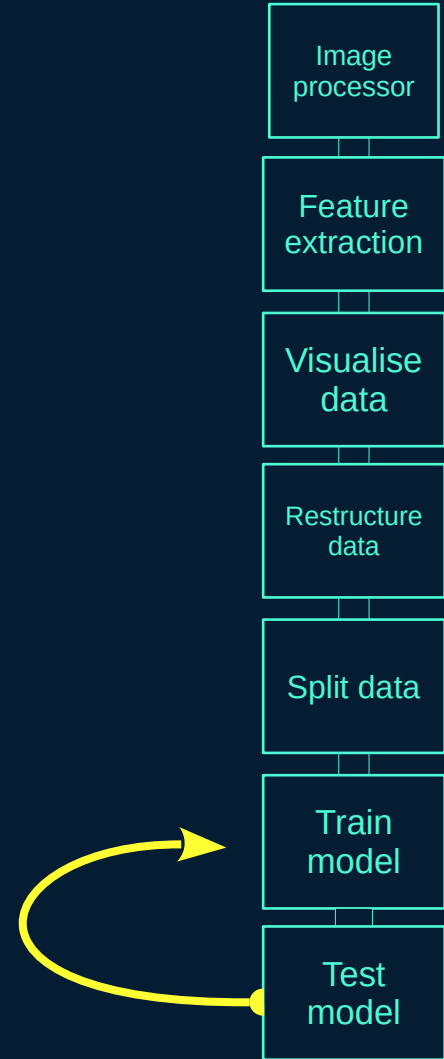 Image
processor
Feature
extraction
Visualise
data
Restructure
data
Split data
Train
model
Test
model